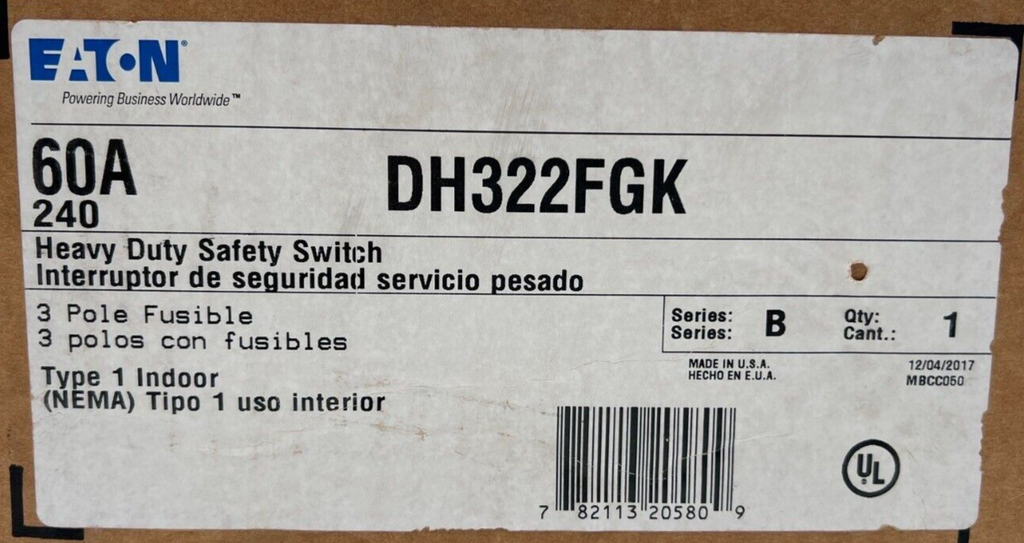 EATON®
Powering Business Worldwide™
60A
240
DH322FGK
Heavy Duty Safety Switch
Interruptor de seguridad servicio pesado
3 Pole Fusible
3 polos con fusibles
Type 1 Indoor
(NEMA) Tipo 1 uso interior
Series: B Qty: 1
Series: Cant.:
MADE IN U.S.A.
HECHO EN E.U.A.
12/04/2017
MBCC050
7 82113 20580 9
UL